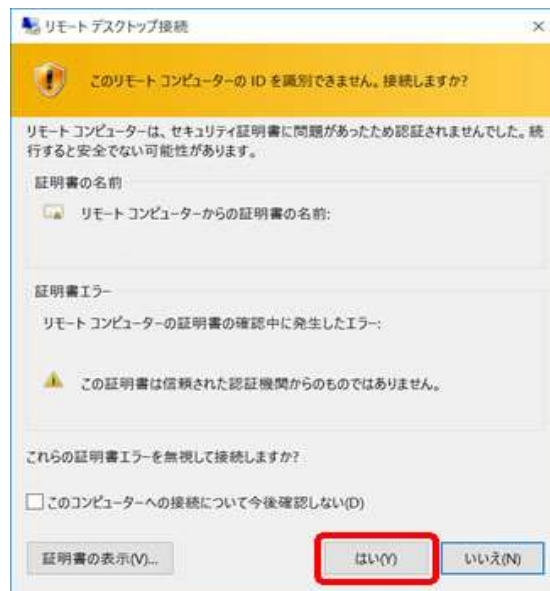 リモート デスクトップ接続
このリモート コンピューターの ID を識別できません。接続しますか?
リモート コンピューターは、セキュリティ証明書に問題があったため認証されませんでした。続
行すると安全でない可能性があります。
証明書の名前
リモート コンピューターからの証明書の名前:
証明書エラー
リモート コンピューターの証明書の確認中に発生したエラー:
この証明書は信頼された認証機関からのものではありません。
これらの証明書エラーを無視して接続しますか?
このコンピューターへの接続について今後確認しない(D)
証明書の表示(V)... はい(Y) いいえ(N)